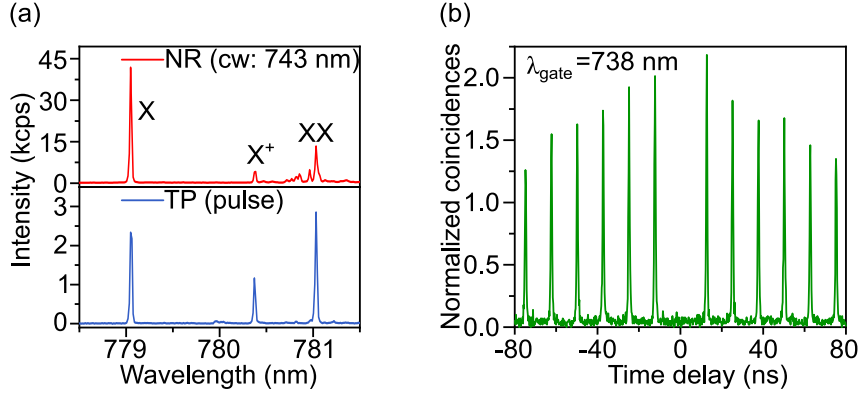 (a)
NR (cw: 743 nm)
45
30
15
0
X
X⁺
XX
TP (pulse)
3
2
1
0
Intensity (kcps)
779
780
781
Wavelength (nm)
(b)
λgate=738 nm
2.0
1.5
1.0
0.5
0.0
Normalized coincidences
-80
-40
0
40
80
Time delay (ns)